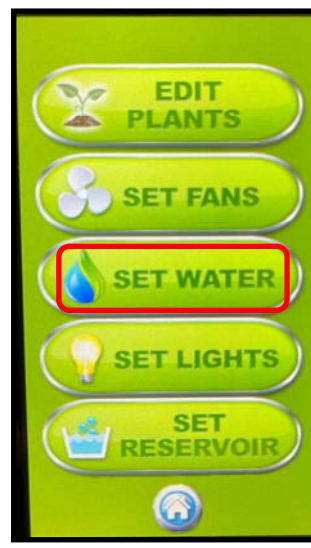 EDIT
PLANTS
SET FANS
SET WATER
SET LIGHTS
SET
RESERVOIR